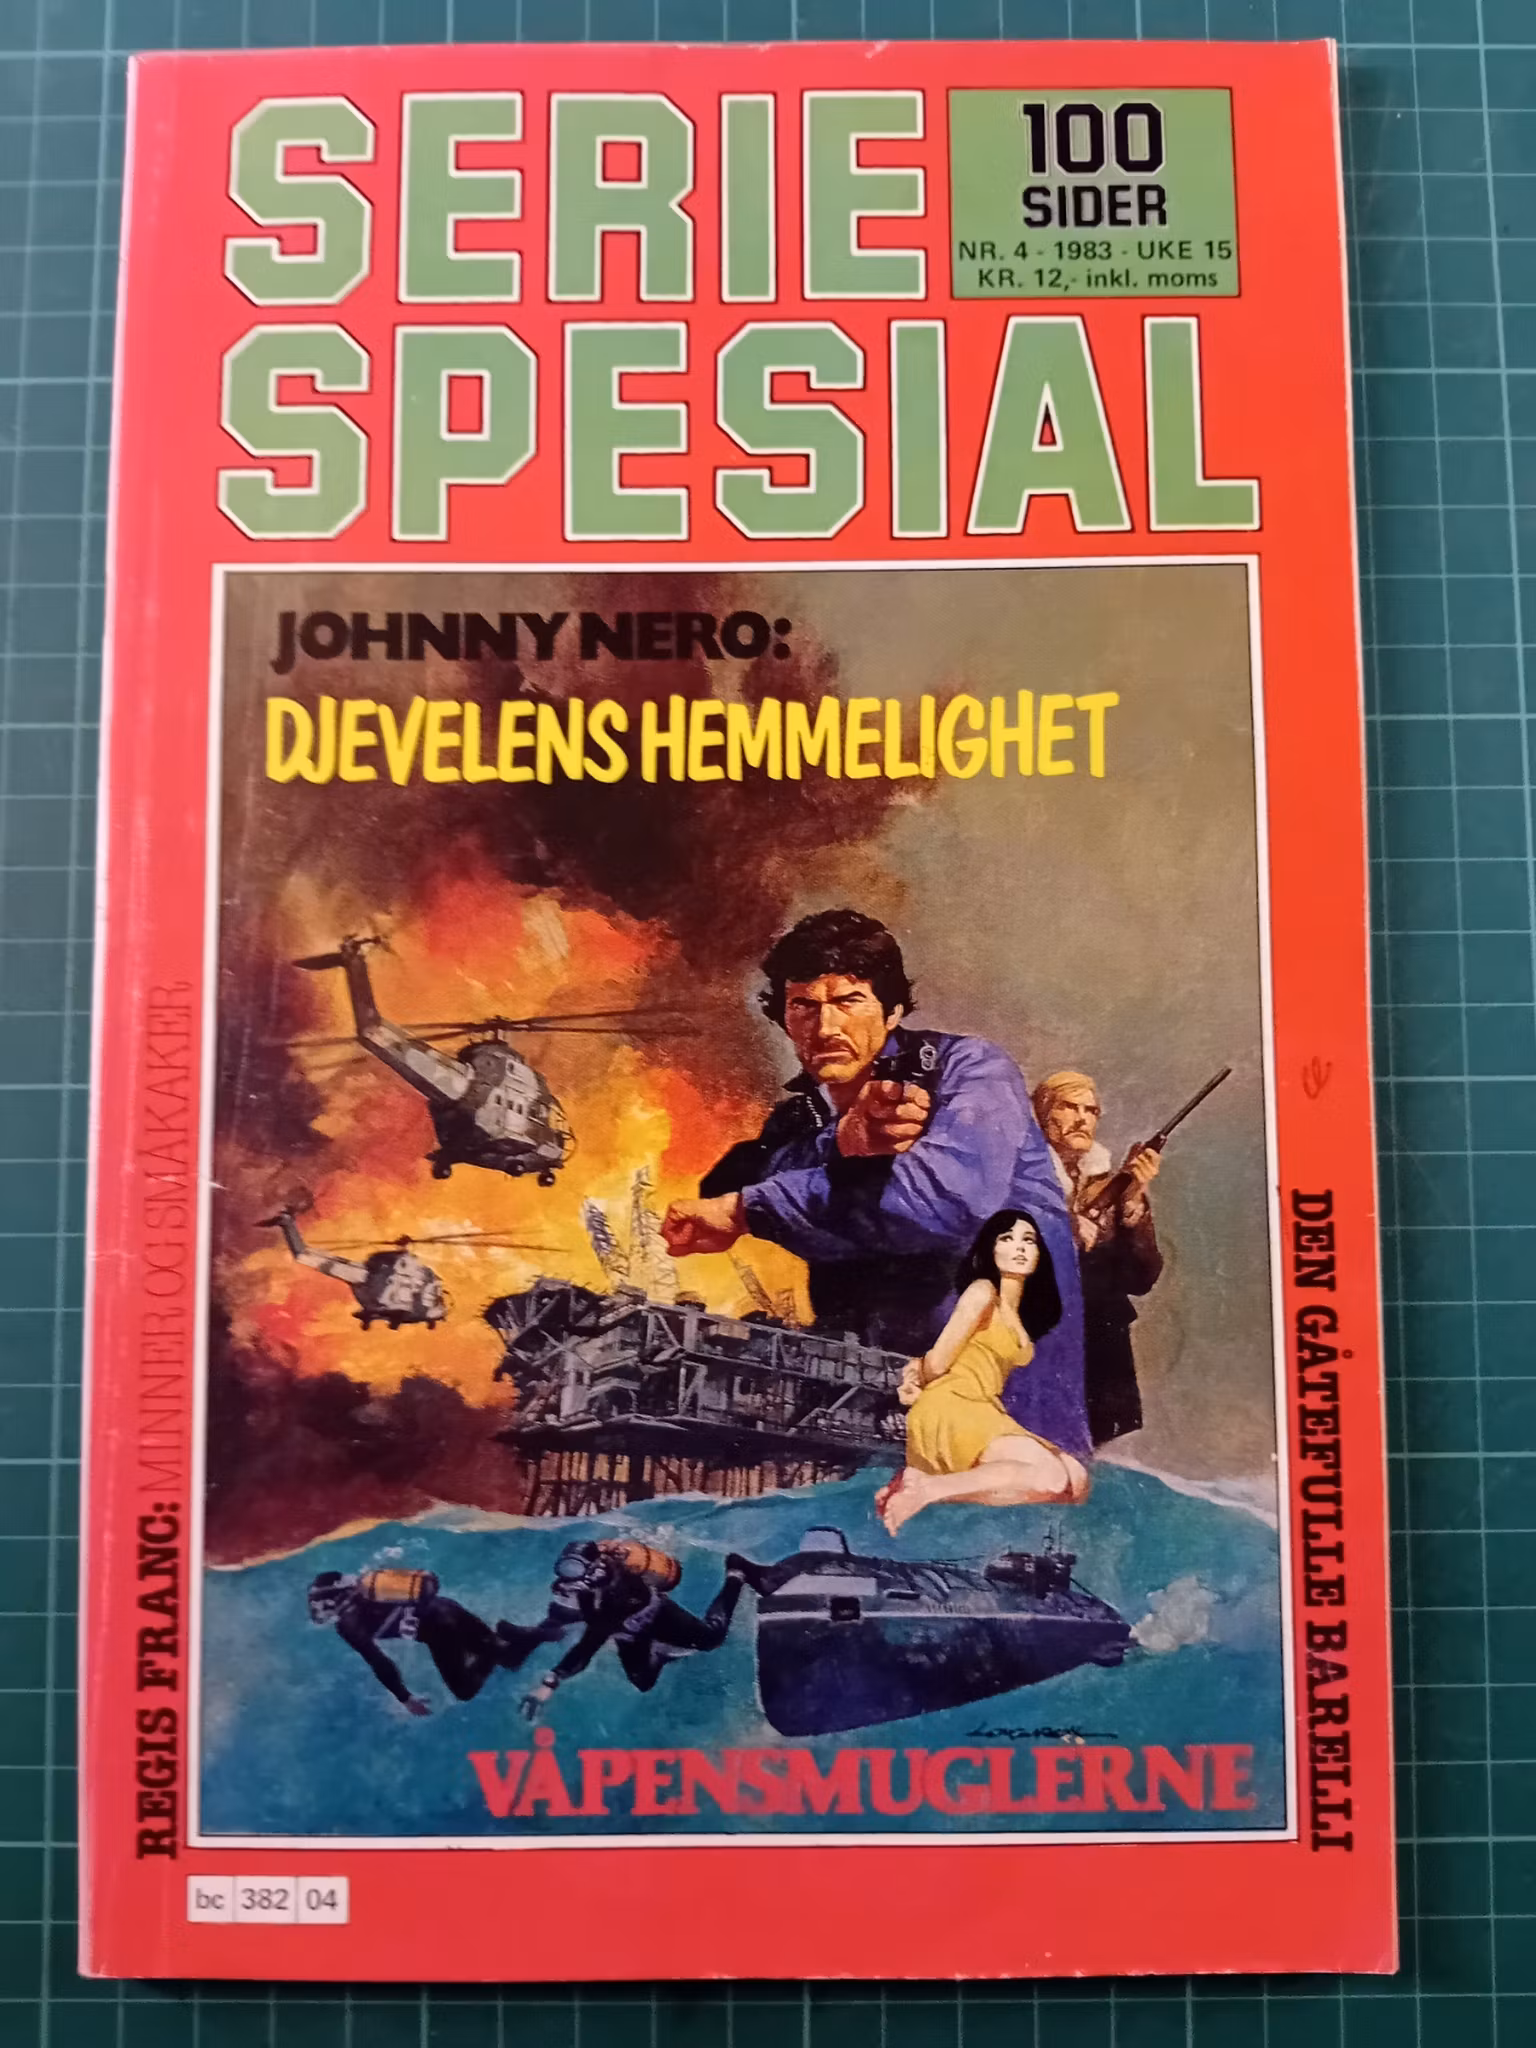 SERIE
SPESIAL
100
SIDER
NR. 4 - 1983 - UKE 15
KR. 12,- inkl. moms
JOHNNY NERO:
DJEVELENS HEMMELIGHET
VÅPENSMUGLERNE
REGIS FRANC: MINNER OG SMÅKAKER
DEN GÅTEFULLE BARELLI
bc 382 04